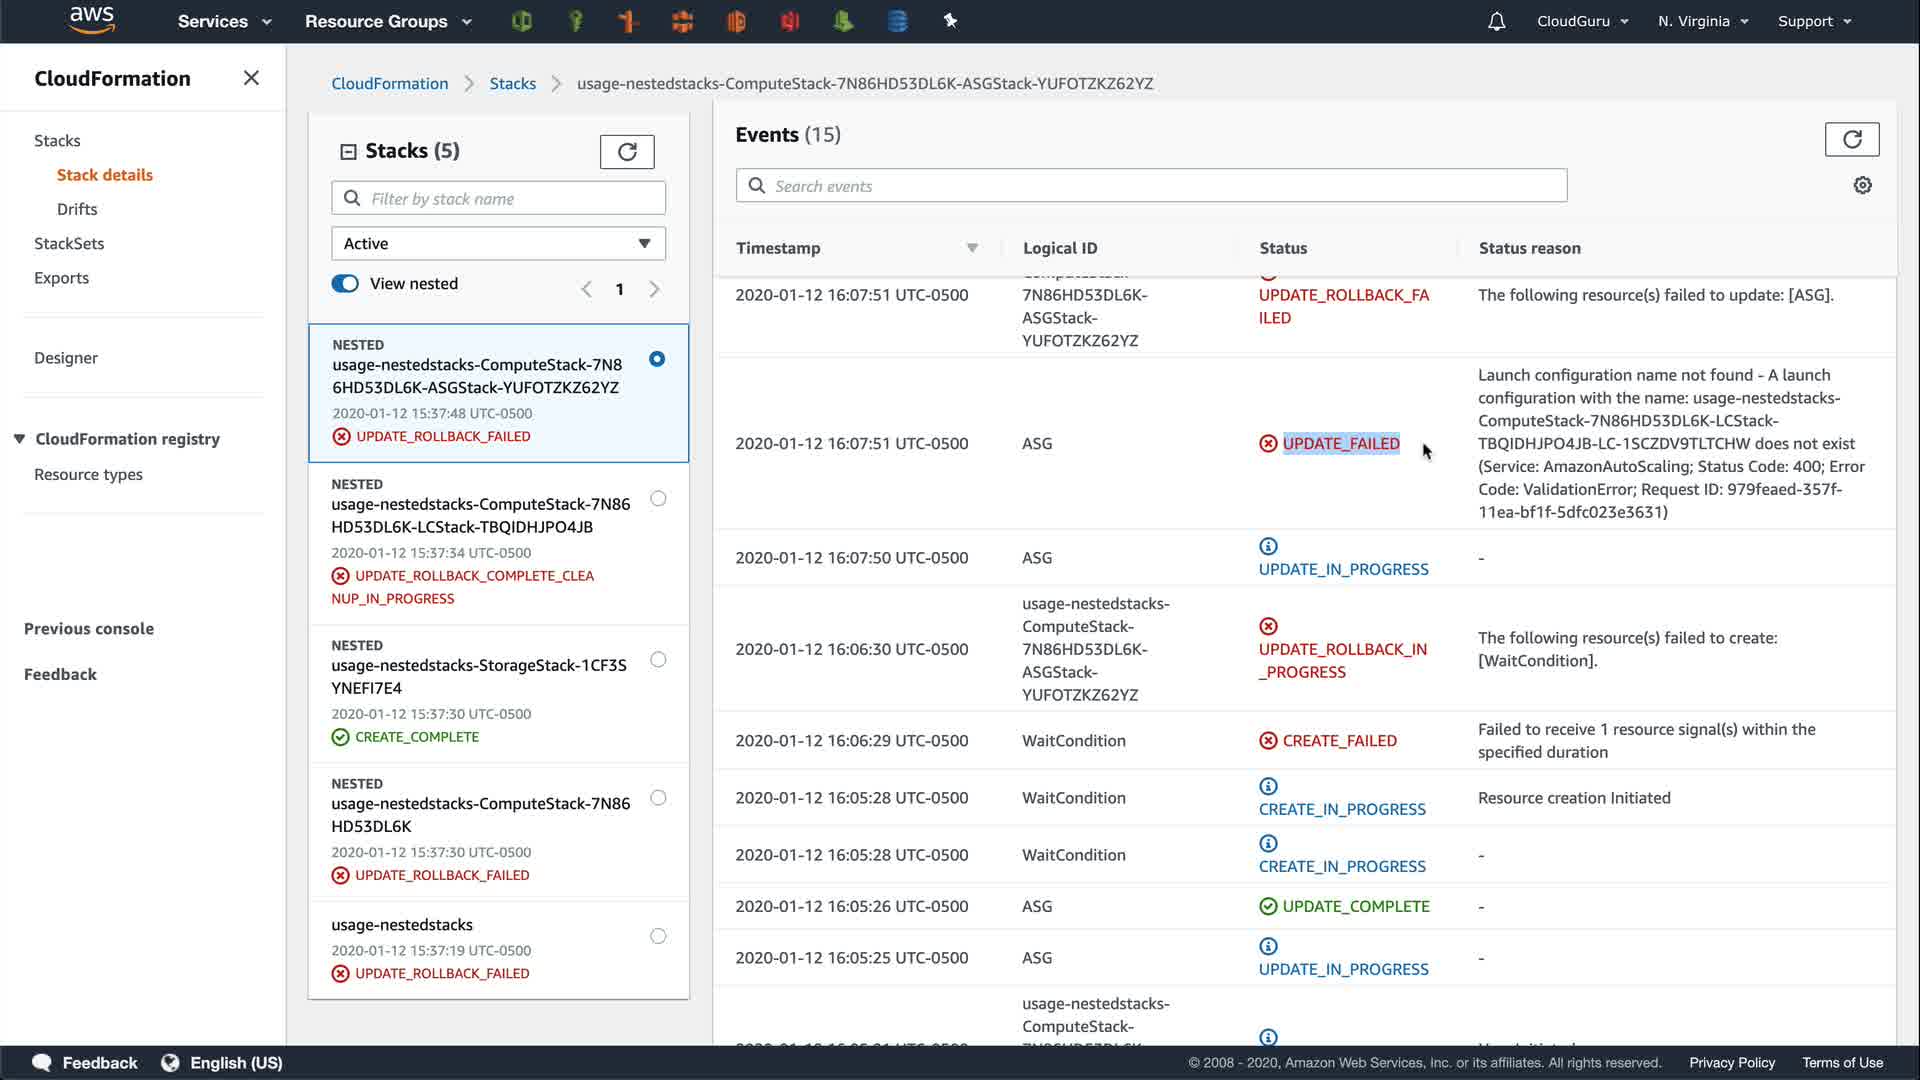 aws
Services
Resource Groups
CloudGuru
N. Virginia
Support
CloudFormation
Stacks
Stack details
Drifts
StackSets
Exports
Designer
CloudFormation registry
Resource types
Previous console
Feedback
CloudFormation
Stacks
usage-nestedstacks-ComputeStack-7N86HD53DL6K-ASGStack-YUFOTZKZ62YZ
Stacks (5)
Filter by stack name
Active
View nested
1
NESTED
usage-nestedstacks-ComputeStack-7N8
6HD53DL6K-ASGStack-YUFOTZKZ62YZ
2020-01-12 15:37:48 UTC-0500
UPDATE_ROLLBACK_FAILED
NESTED
usage-nestedstacks-ComputeStack-7N86
HD53DL6K-LCStack-TBQIDHJPO4JB
2020-01-12 15:37:34 UTC-0500
UPDATE_ROLLBACK_COMPLETE_CLEA
NUP_IN_PROGRESS
NESTED
usage-nestedstacks-StorageStack-1CF3S
YNEFI7E4
2020-01-12 15:37:30 UTC-0500
CREATE_COMPLETE
NESTED
usage-nestedstacks-ComputeStack-7N86
HD53DL6K
2020-01-12 15:37:30 UTC-0500
UPDATE_ROLLBACK_FAILED
usage-nestedstacks
2020-01-12 15:37:19 UTC-0500
UPDATE_ROLLBACK_FAILED
Events (15)
Search events
Timestamp
Logical ID
Status
Status reason
2020-01-12 16:07:51 UTC-0500
7N86HD53DL6K-
ASGStack-
YUFOTZKZ62YZ
UPDATE_ROLLBACK_FA
ILED
The following resource(s) failed to update: [ASG].
2020-01-12 16:07:51 UTC-0500
ASG
UPDATE_FAILED
Launch configuration name not found - A launch
configuration with the name: usage-nestedstacks-
ComputeStack-7N86HD53DL6K-LCStack-
TBQIDHJPO4JB-LC-1SCZDV9TLTCHW does not exist
(Service: AmazonAutoScaling; Status Code: 400; Error
Code: ValidationError; Request ID: 979feaed-357f-
11ea-bf1f-5dfc023e3631)
2020-01-12 16:07:50 UTC-0500
ASG
UPDATE_IN_PROGRESS
-
2020-01-12 16:06:30 UTC-0500
usage-nestedstacks-
ComputeStack-
7N86HD53DL6K-
ASGStack-
YUFOTZKZ62YZ
UPDATE_ROLLBACK_IN
_PROGRESS
The following resource(s) failed to create:
[WaitCondition].
2020-01-12 16:06:29 UTC-0500
WaitCondition
CREATE_FAILED
Failed to receive 1 resource signal(s) within the
specified duration
2020-01-12 16:05:28 UTC-0500
WaitCondition
CREATE_IN_PROGRESS
Resource creation Initiated
2020-01-12 16:05:28 UTC-0500
WaitCondition
CREATE_IN_PROGRESS
-
2020-01-12 16:05:26 UTC-0500
ASG
UPDATE_COMPLETE
-
2020-01-12 16:05:25 UTC-0500
ASG
UPDATE_IN_PROGRESS
-
usage-nestedstacks-
ComputeStack-
Feedback
English (US)
© 2008 - 2020, Amazon Web Services, Inc. or its affiliates. All rights reserved.
Privacy Policy
Terms of Use